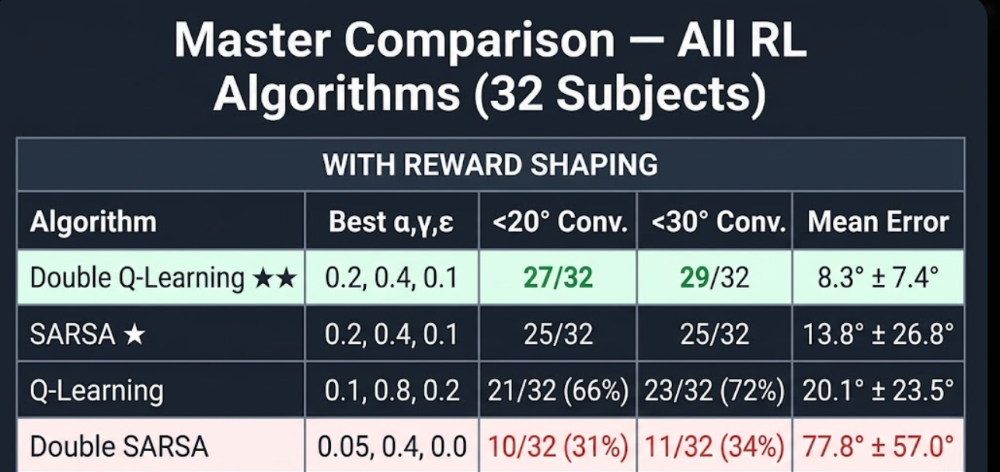 Master Comparison — All RL
Algorithms (32 Subjects)
WITH REWARD SHAPING
Algorithm Best α,γ,ε <20° Conv. <30° Conv. Mean Error
Double Q-Learning ★★ 0.2, 0.4, 0.1 27/32 29/32 8.3° ± 7.4°
SARSA ★ 0.2, 0.4, 0.1 25/32 25/32 13.8° ± 26.8°
Q-Learning 0.1, 0.8, 0.2 21/32 (66%) 23/32 (72%) 20.1° ± 23.5°
Double SARSA 0.05, 0.4, 0.0 10/32 (31%) 11/32 (34%) 77.8° ± 57.0°